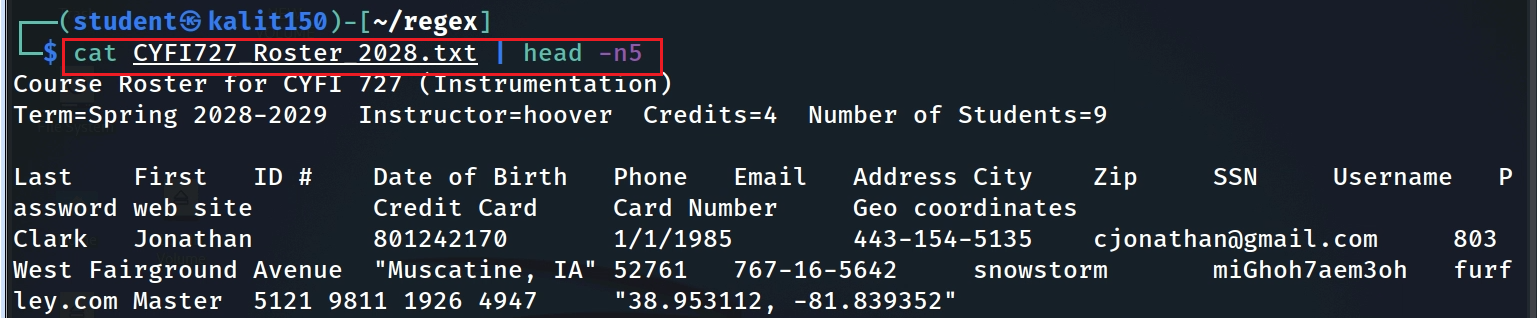 (student㉿kalit150)-[~/regex]
$ cat CYFI727_Roster_2028.txt | head -n5
Course Roster for CYFI 727 (Instrumentation)
Term=Spring 2028-2029  Instructor=hoover  Credits=4  Number of Students=9

Last    First   ID #    Date of Birth   Phone   Email   Address City    Zip     SSN     Username   P
assword web site        Credit Card     Card Number     Geo coordinates
Clark   Jonathan        801242170       1/1/1985        443-154-5135    cjonathan@gmail.com     803
West Fairground Avenue  "Muscatine, IA" 52761   767-16-5642     snowstorm       miGhoh7aem3oh   furf
ley.com Master  5121 9811 1926 4947     "38.953112, -81.839352"